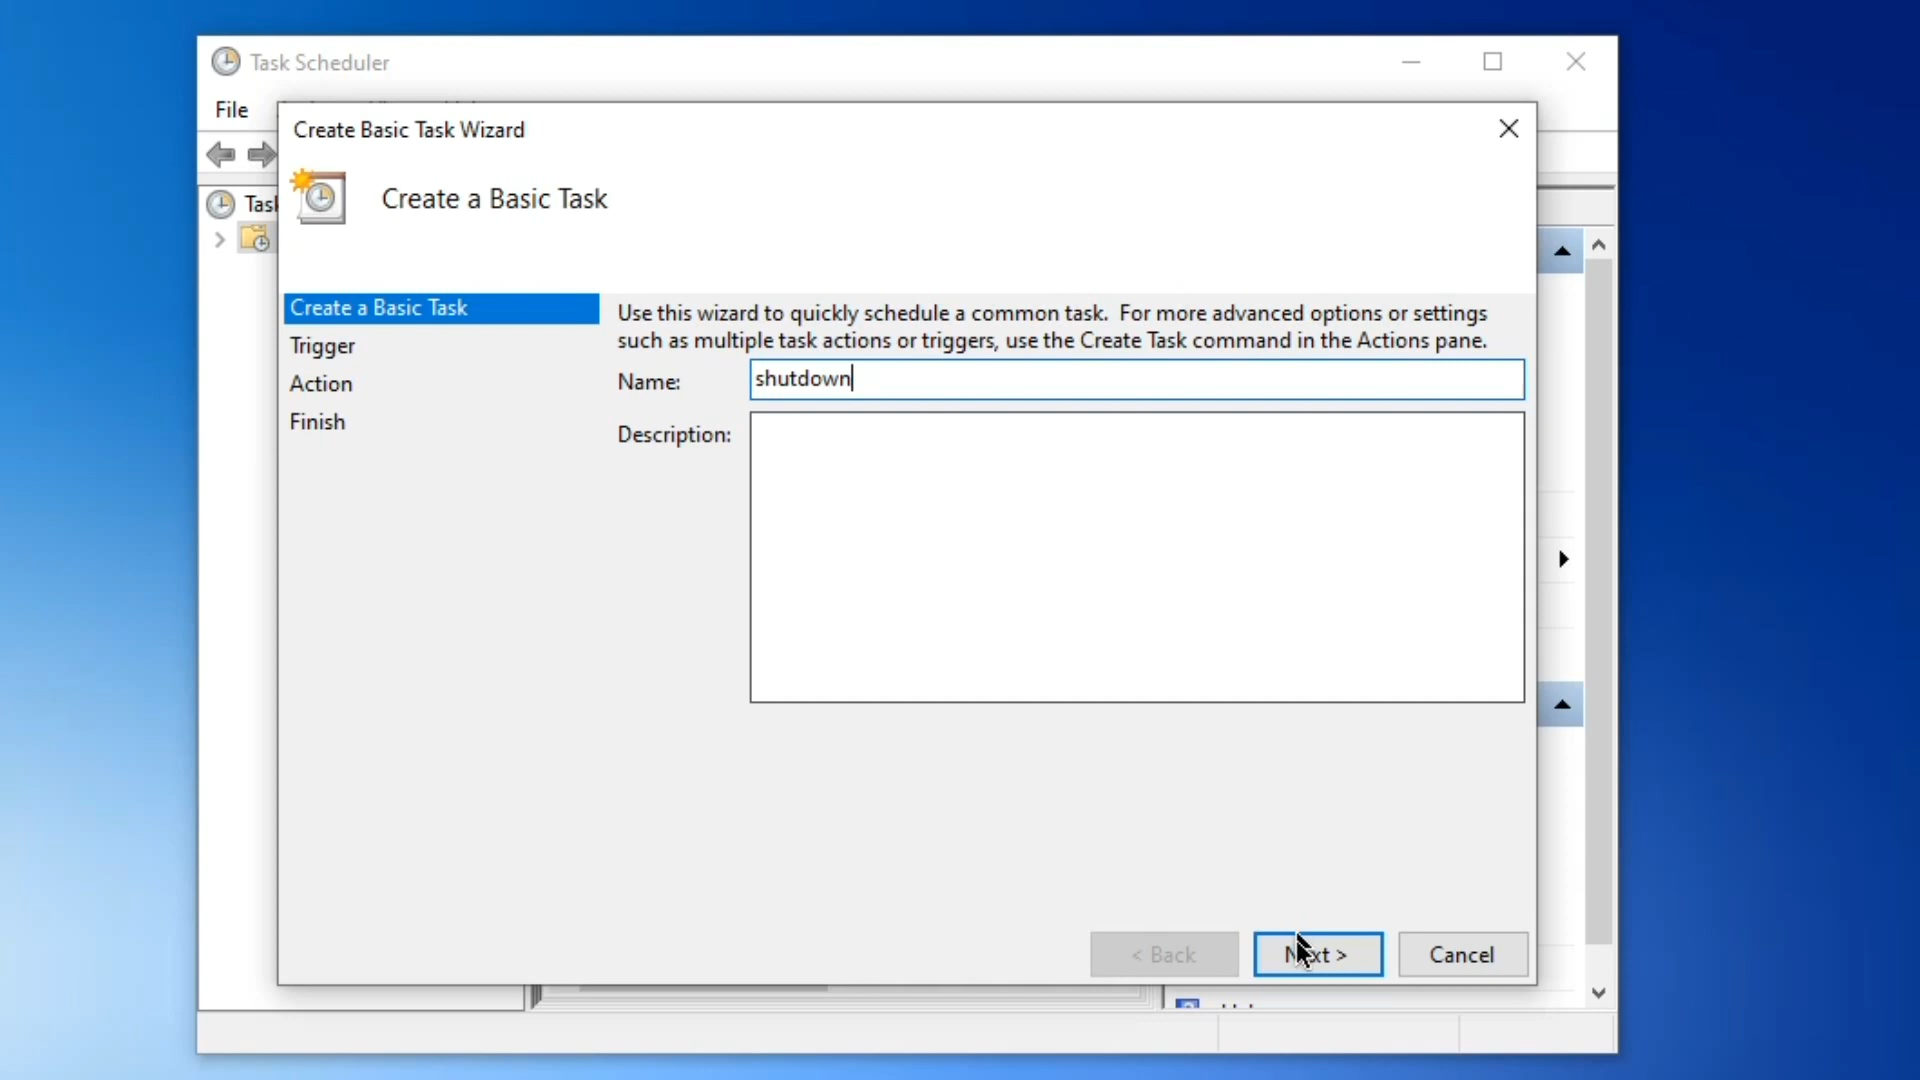 Task Scheduler
File
Create Basic Task Wizard
Create a Basic Task
Create a Basic Task
Trigger
Action
Finish
Use this wizard to quickly schedule a common task. For more advanced options or settings
such as multiple task actions or triggers, use the Create Task command in the Actions pane.
Name:
shutdown
Description:
< Back
Next >
Cancel